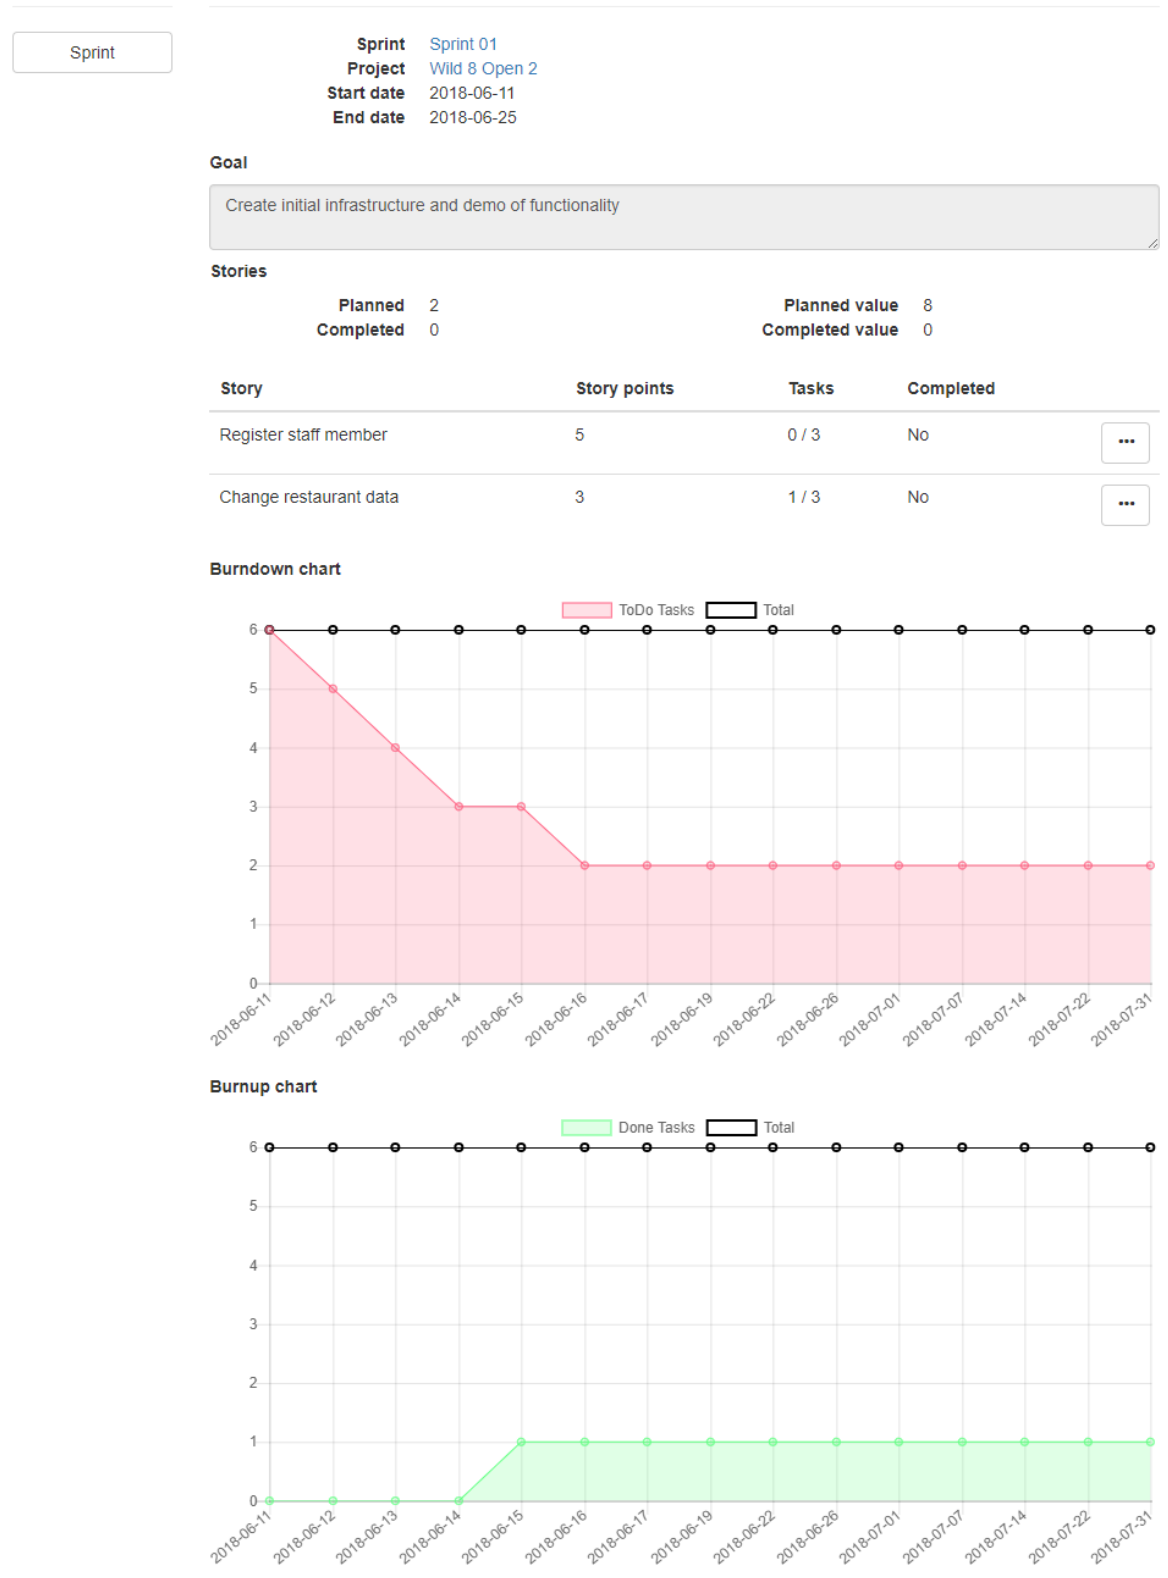 Sprint
Sprint Sprint 01
Project Wild 8 Open 2
Start date 2018-06-11
End date 2018-06-25
Goal
Create initial infrastructure and demo of functionality
Stories
Planned 2 Planned value 8
Completed 0 Completed value 0
Story Story points Tasks Completed
Register staff member 5 0 / 3 No •••
Change restaurant data 3 1 / 3 No •••
Burndown chart
ToDo Tasks Total
6
5
4
3
2
1
0
2018-06-11 2018-06-12 2018-06-13 2018-06-14 2018-06-15 2018-06-16 2018-06-17 2018-06-19 2018-06-22 2018-06-26 2018-07-01 2018-07-07 2018-07-14 2018-07-22 2018-07-31
Burnup chart
Done Tasks Total
6
5
4
3
2
1
0
2018-06-11 2018-06-12 2018-06-13 2018-06-14 2018-06-15 2018-06-16 2018-06-17 2018-06-19 2018-06-22 2018-06-26 2018-07-01 2018-07-07 2018-07-14 2018-07-22 2018-07-31